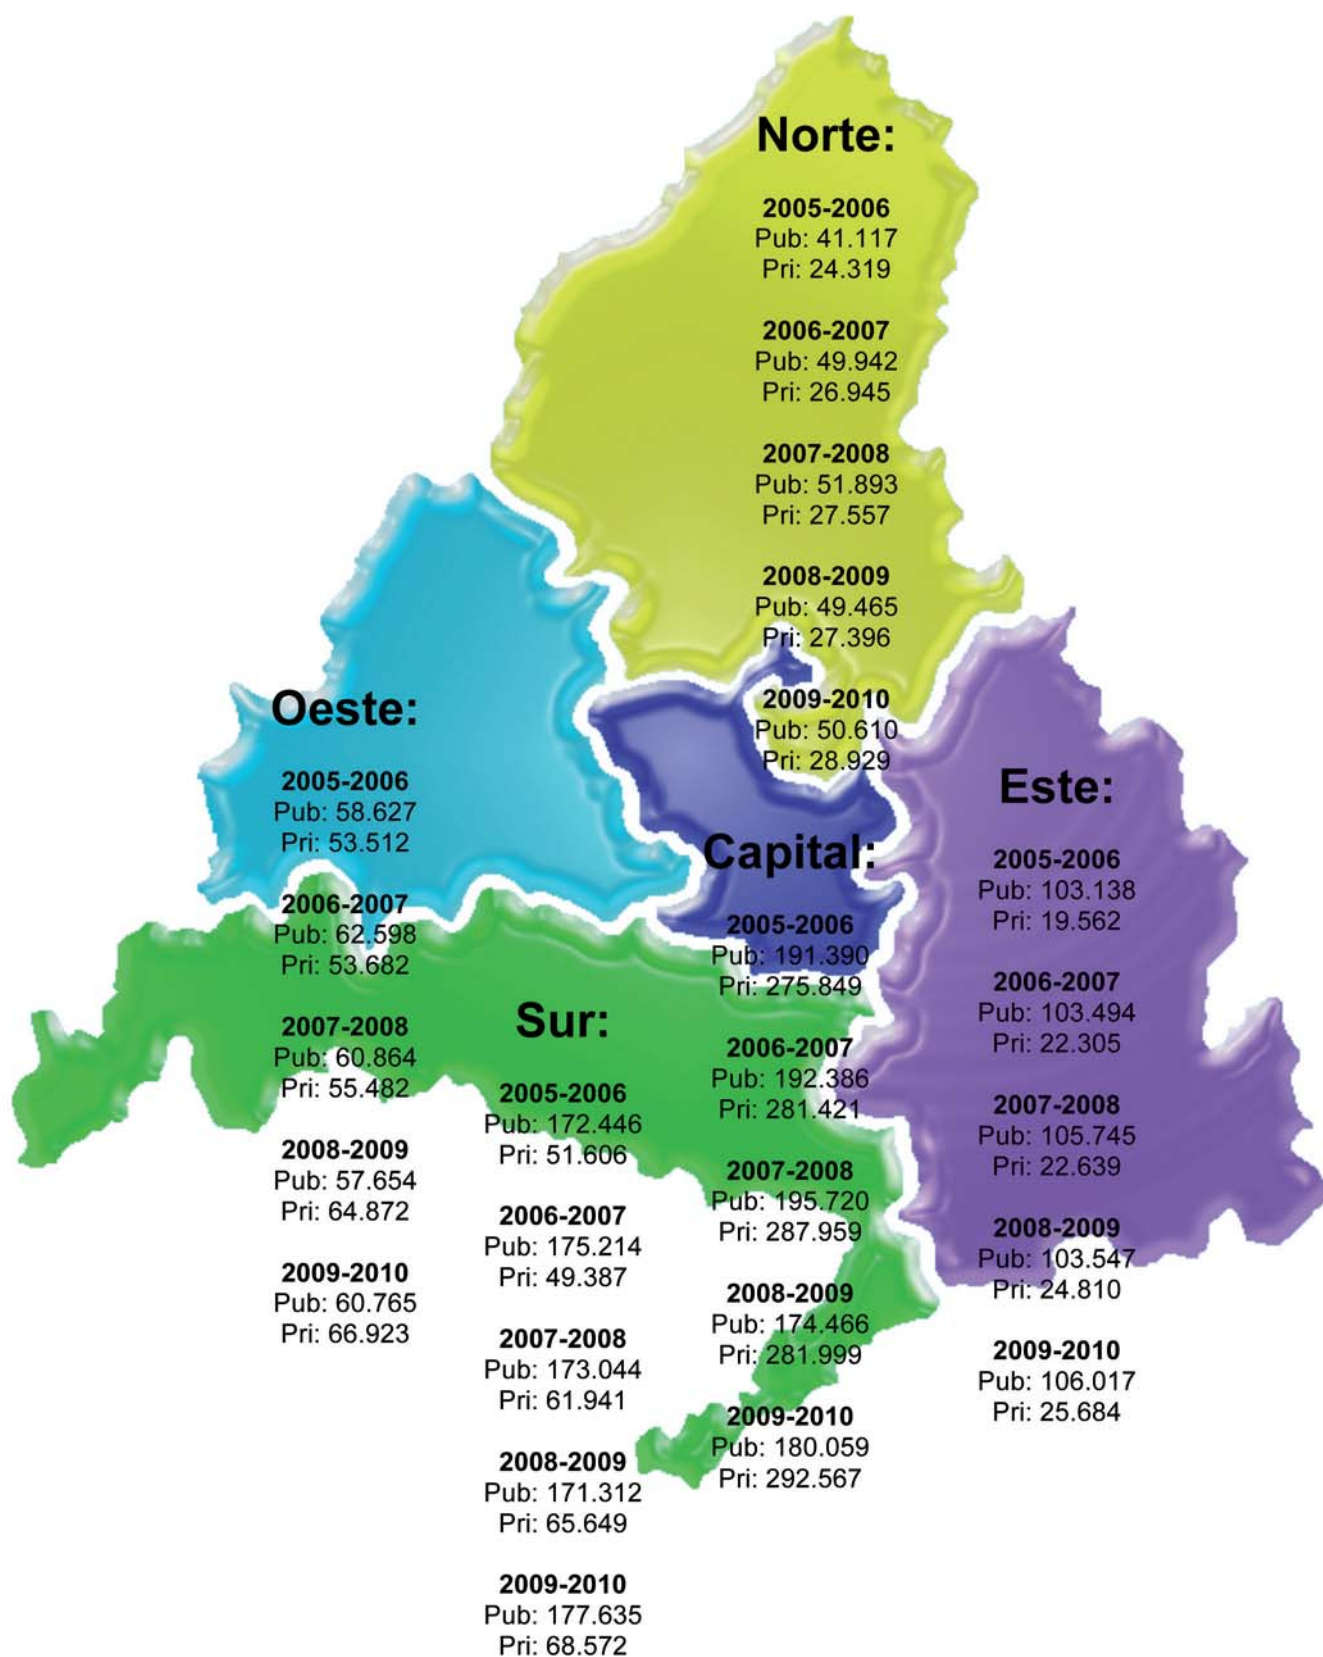 Norte:
2005-2006
Pub: 41.117
Pri: 24.319
2006-2007
Pub: 49.942
Pri: 26.945
2007-2008
Pub: 51.893
Pri: 27.557
2008-2009
Pub: 49.465
Pri: 27.396
2009-2010
Pub: 50.610
Pri: 28.929
Oeste:
2005-2006
Pub: 58.627
Pri: 53.512
2006-2007
Pub: 62.598
Pri: 53.682
2007-2008
Pub: 60.864
Pri: 55.482
2008-2009
Pub: 57.654
Pri: 64.872
2009-2010
Pub: 60.765
Pri: 66.923
Sur:
2005-2006
Pub: 172.446
Pri: 51.606
2006-2007
Pub: 175.214
Pri: 49.387
2007-2008
Pub: 173.044
Pri: 61.941
2008-2009
Pub: 171.312
Pri: 65.649
2009-2010
Pub: 177.635
Pri: 68.572
Capital:
2005-2006
Pub: 191.390
Pri: 275.849
2006-2007
Pub: 192.386
Pri: 281.421
2007-2008
Pub: 195.720
Pri: 287.959
2008-2009
Pub: 174.466
Pri: 281.999
2009-2010
Pub: 180.059
Pri: 292.567
Este:
2005-2006
Pub: 103.138
Pri: 19.562
2006-2007
Pub: 103.494
Pri: 22.305
2007-2008
Pub: 105.745
Pri: 22.639
2008-2009
Pub: 103.547
Pri: 24.810
2009-2010
Pub: 106.017
Pri: 25.684